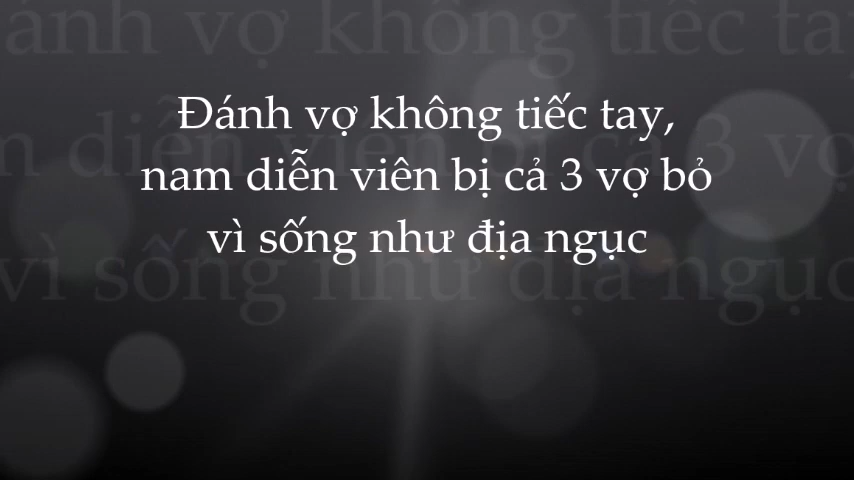 Đánh vợ không tiếc tay,
nam diễn viên bị cả 3 vợ bỏ
vì sống như địa ngục